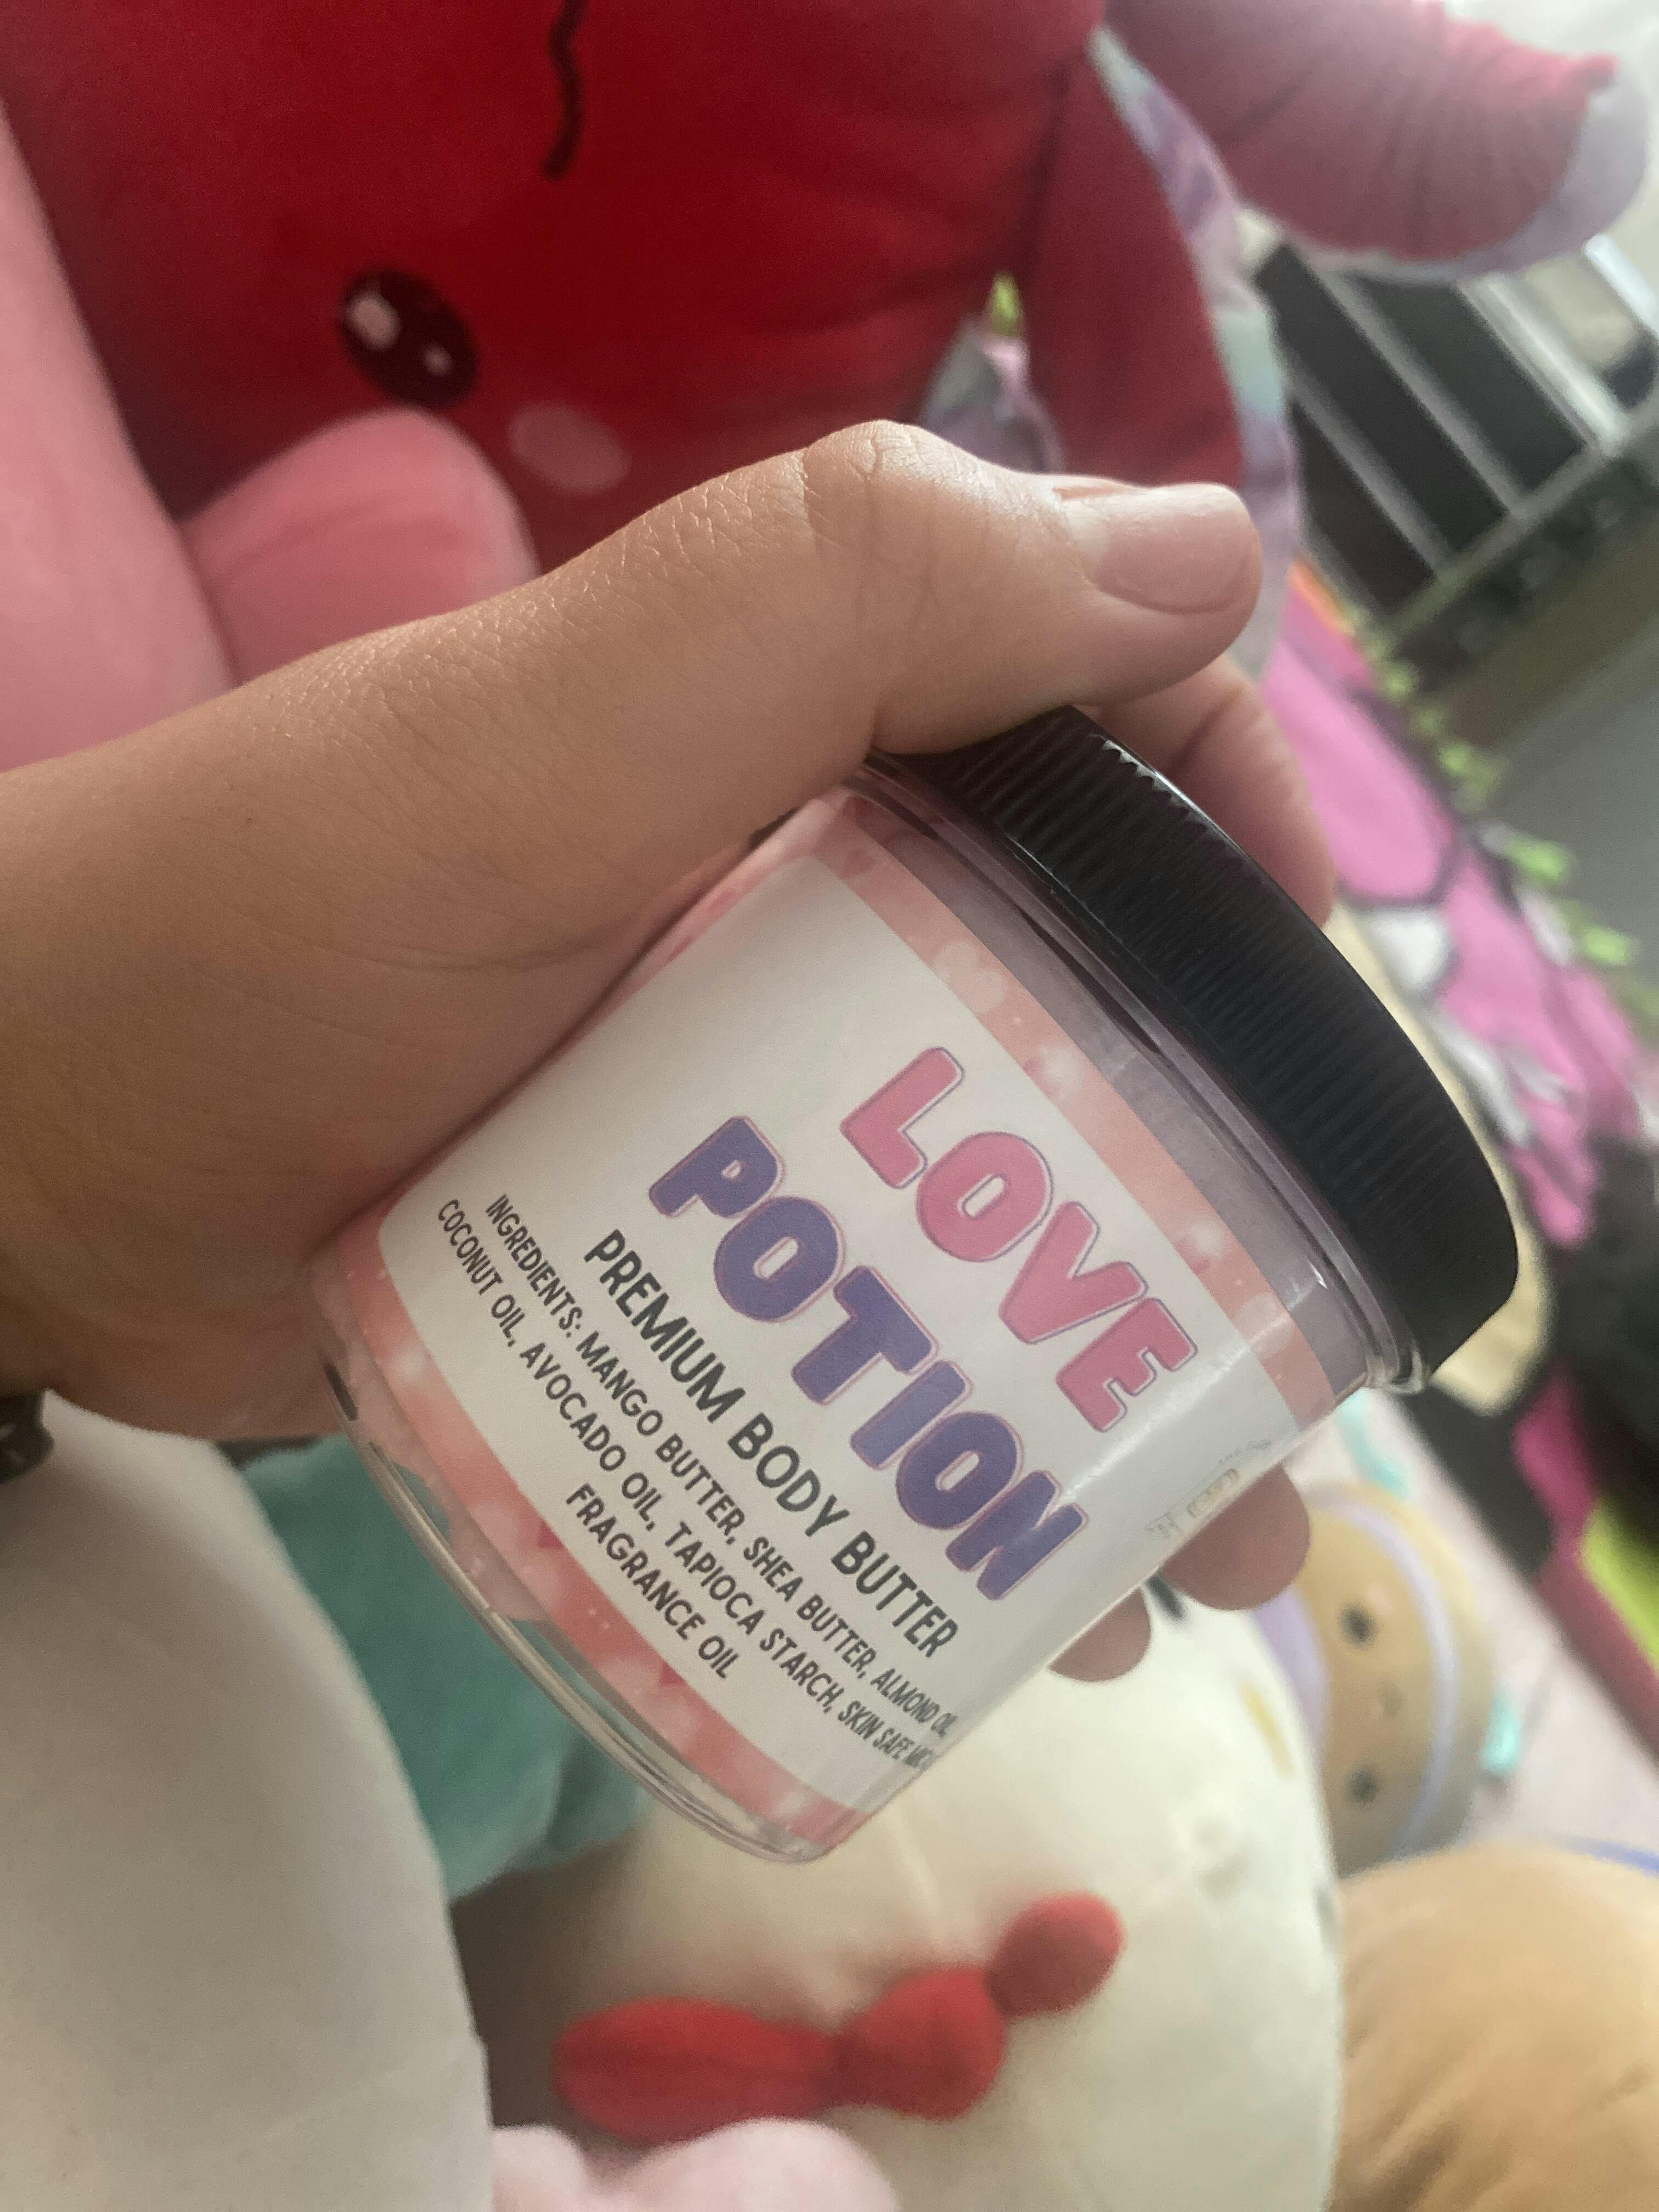 LOVE
POTION
PREMIUM BODY BUTTER
INGREDIENTS: MANGO BUTTER, SHEA BUTTER, ALMOND OIL,
COCONUT OIL, AVOCADO OIL, TAPIOCA STARCH, SKIN SAFE
FRAGRANCE OIL